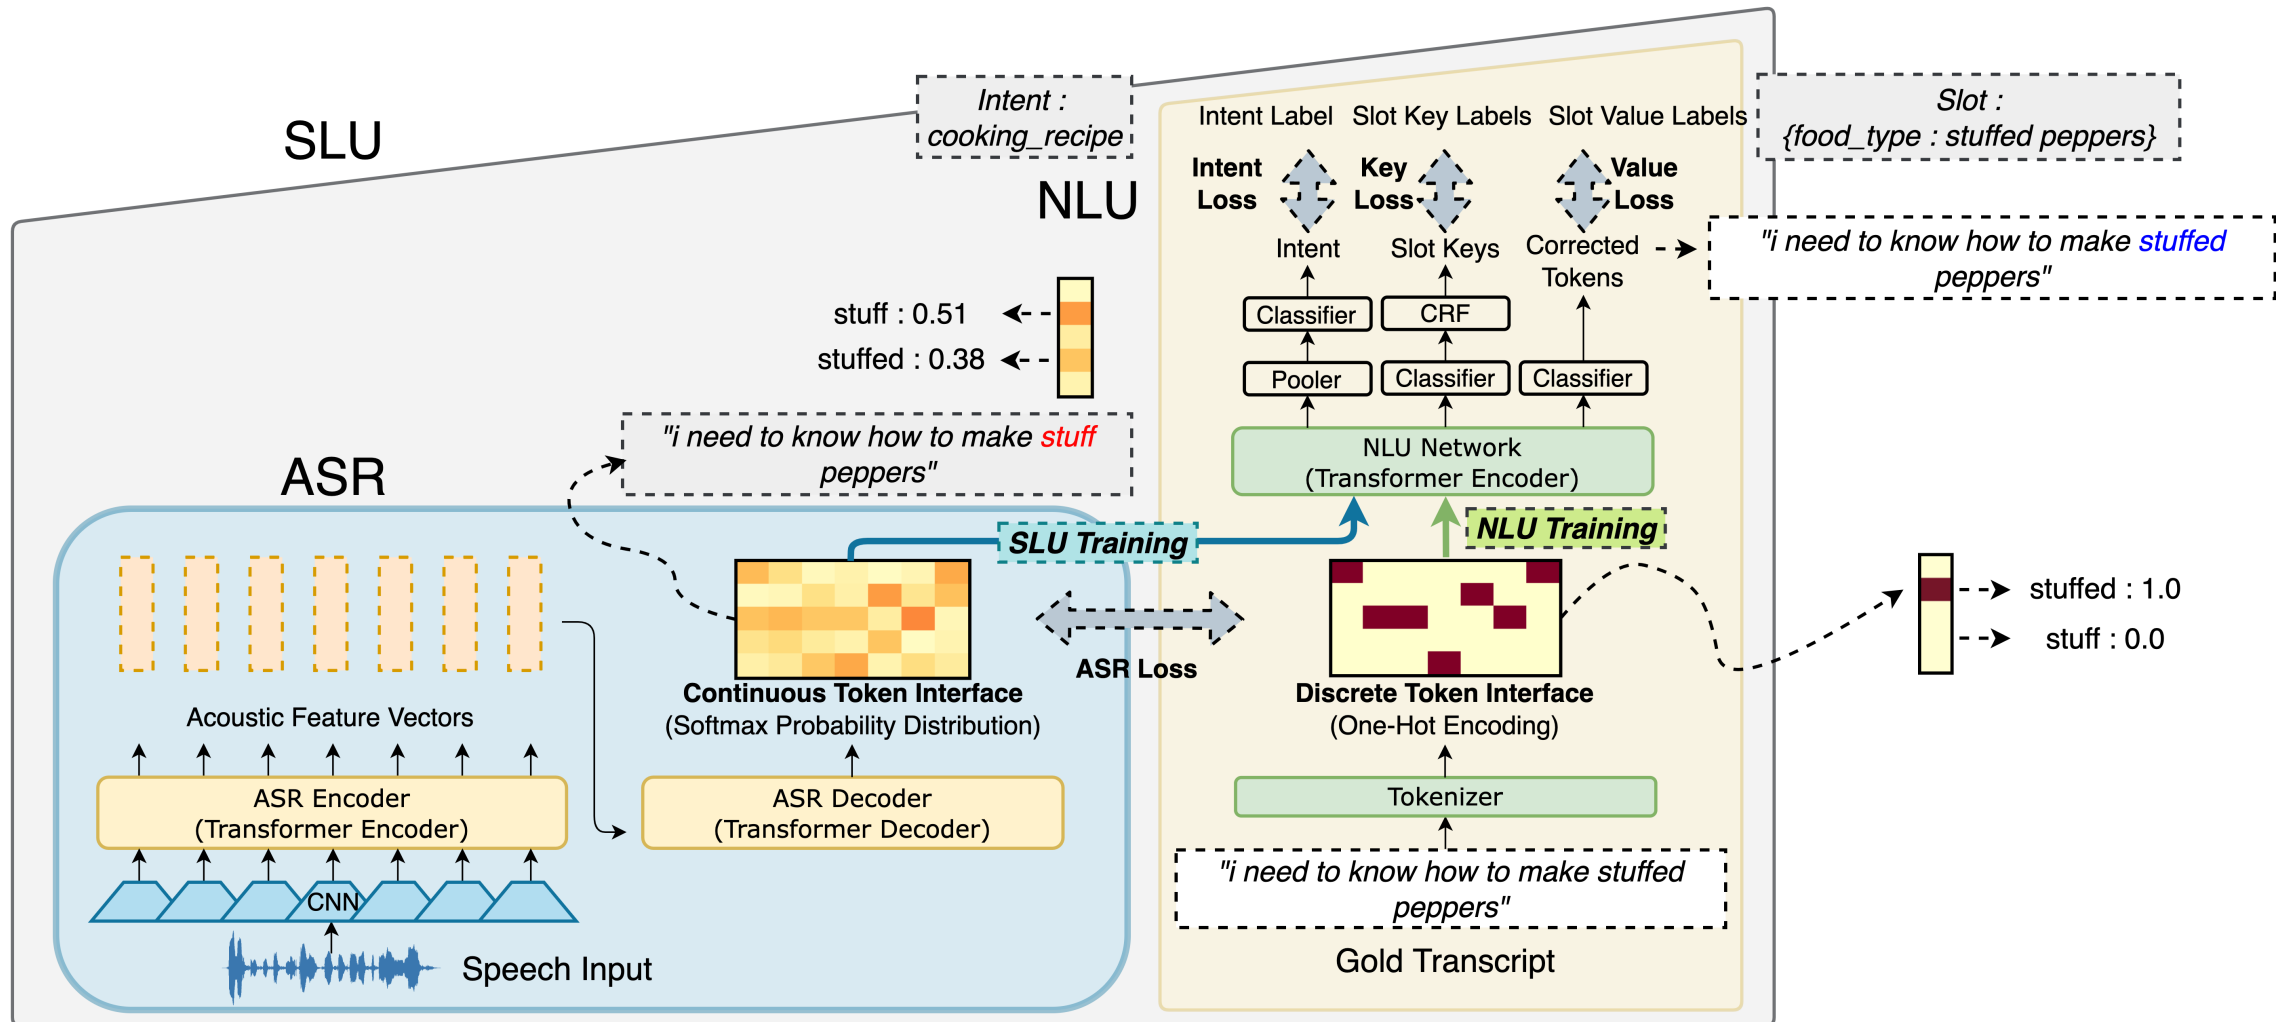 SLU
Intent :
cooking_recipe
NLU
Intent Label
Slot Key Labels
Slot Value Labels
Slot :
{food_type : stuffed peppers}
Intent
Loss
Key
Loss
Value
Loss
Intent
Slot Keys
Corrected
Tokens
"i need to know how to make stuffed
peppers"
Classifier
CRF
Pooler
Classifier
Classifier
stuff : 0.51
stuffed : 0.38
"i need to know how to make stuff
peppers"
NLU Network
(Transformer Encoder)
ASR
SLU Training
NLU Training
stuffed : 1.0
stuff : 0.0
ASR Loss
Continuous Token Interface
(Softmax Probability Distribution)
Discrete Token Interface
(One-Hot Encoding)
Acoustic Feature Vectors
ASR Encoder
(Transformer Encoder)
ASR Decoder
(Transformer Decoder)
Tokenizer
CNN
"i need to know how to make stuffed
peppers"
Speech Input
Gold Transcript